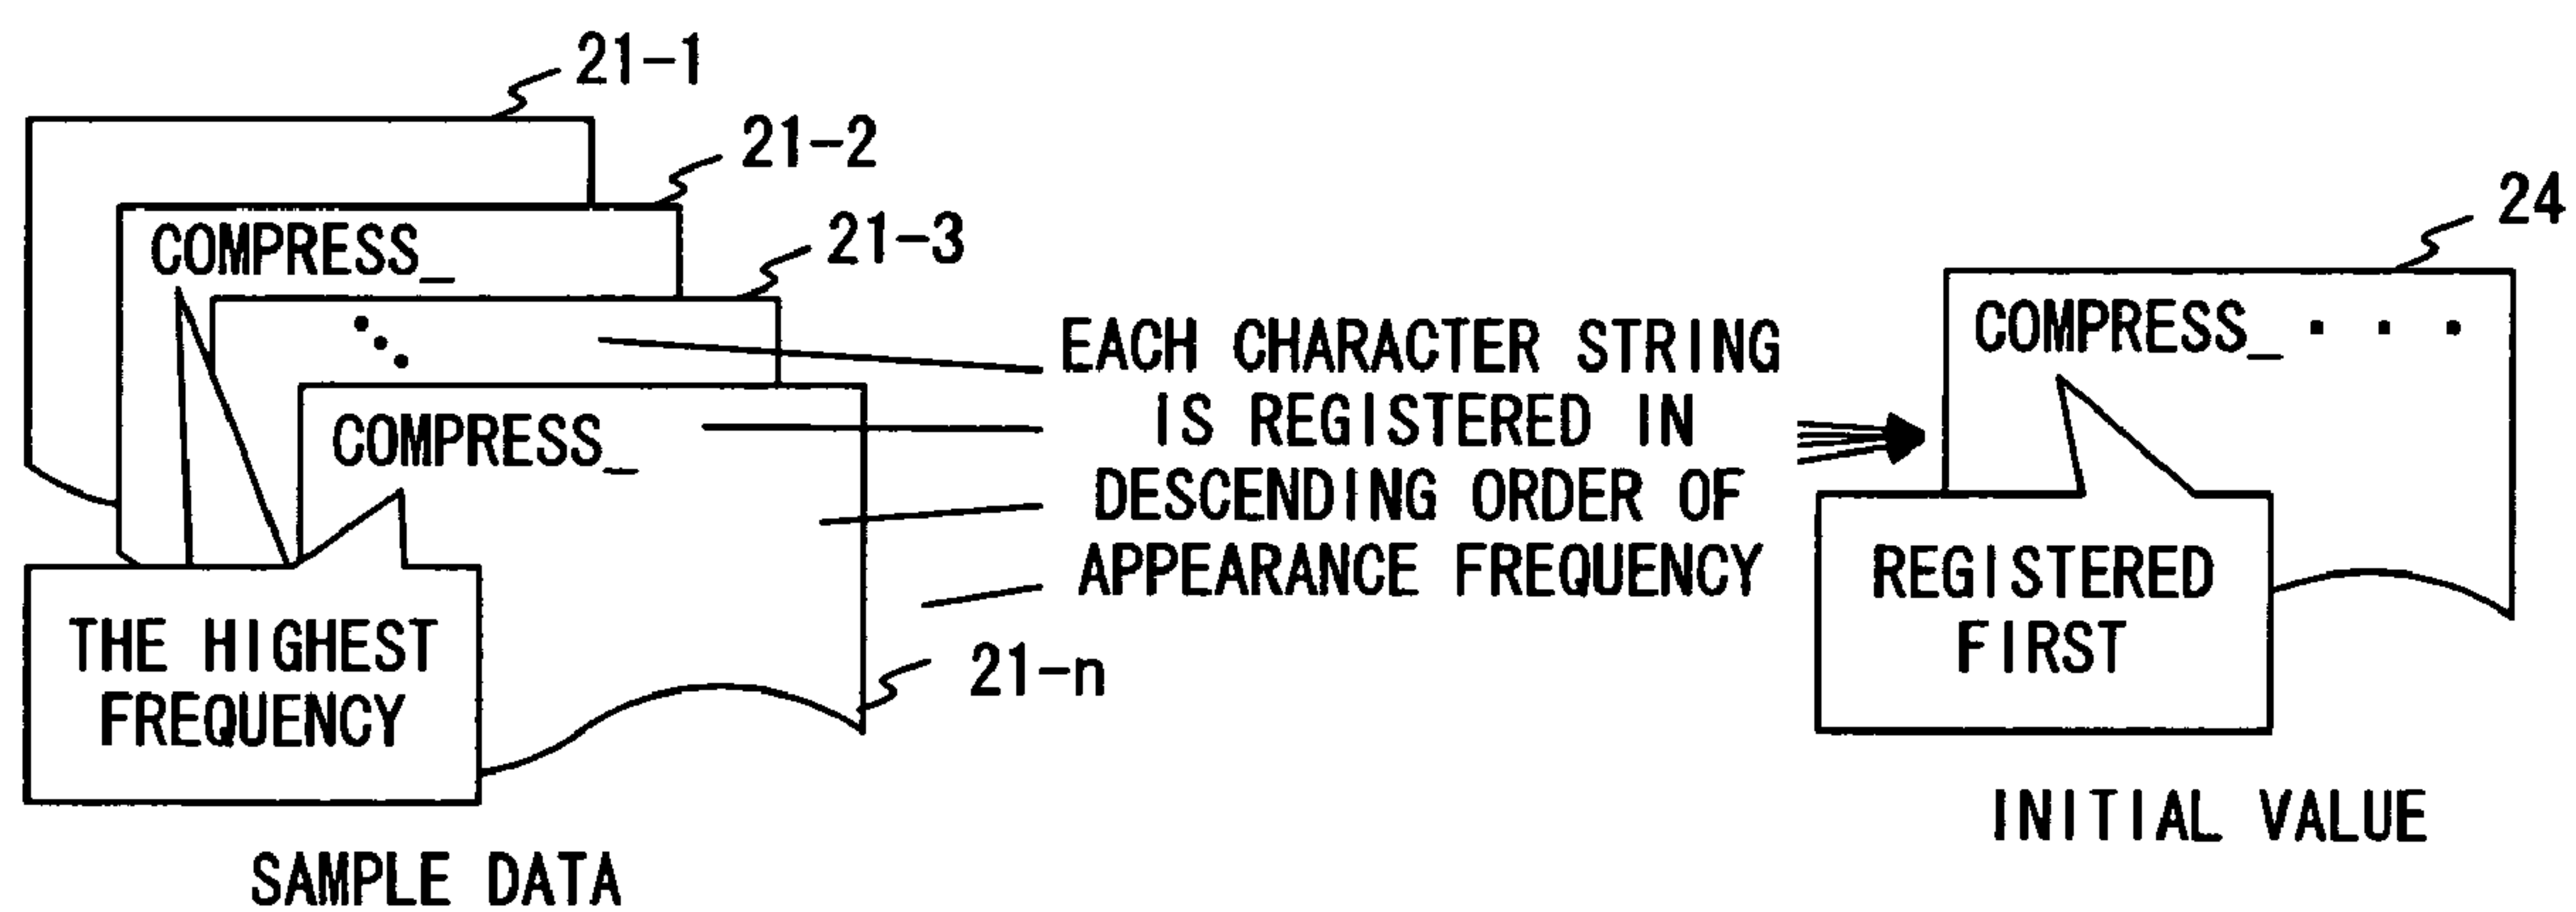 21-1
21-2
COMPRESS_
21-3
COMPRESS_
THE HIGHEST
FREQUENCY
21-n
SAMPLE DATA
EACH CHARACTER STRING
IS REGISTERED IN
DESCENDING ORDER OF
APPEARANCE FREQUENCY
24
COMPRESS_ . . .
REGISTERED
FIRST
INITIAL VALUE